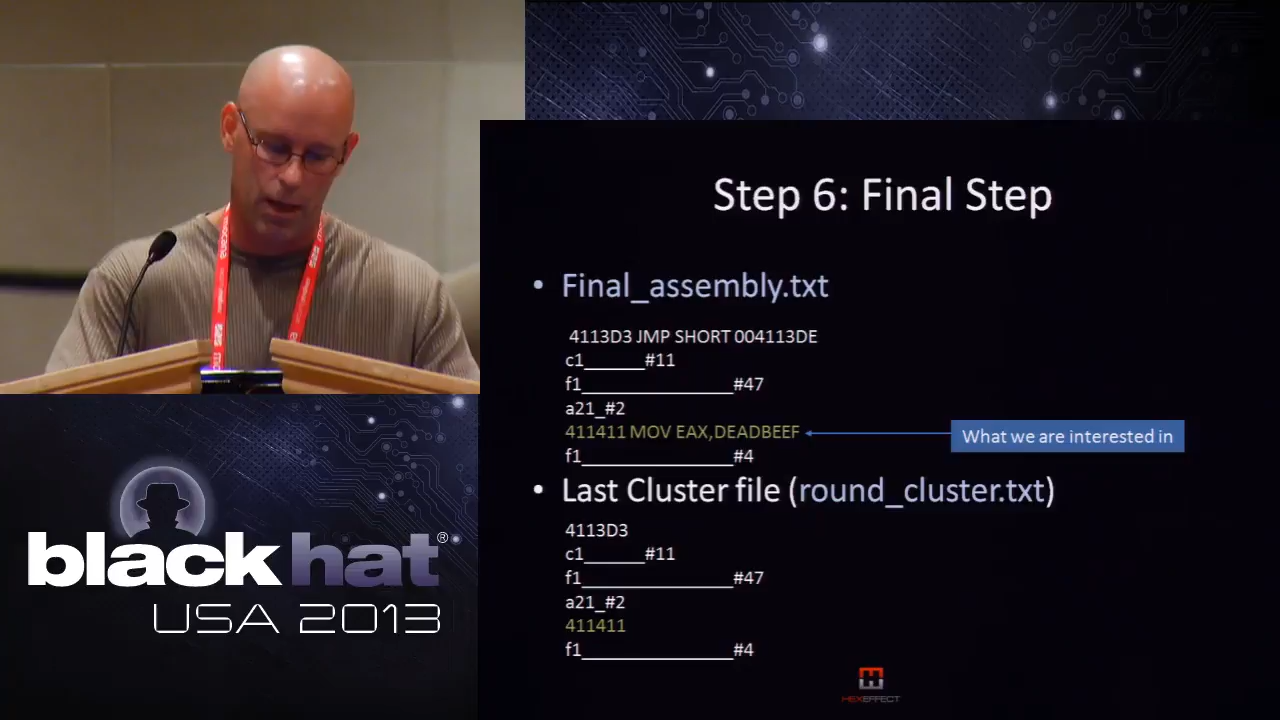 Step 6: Final Step
• Final_assembly.txt
4113D3 JMP SHORT 004113DE
c1______#11
f1_______________#47
a21_#2
411411 MOV EAX,DEADBEEF
What we are interested in
f1_______________#4
• Last Cluster file (round_cluster.txt)
4113D3
c1______#11
f1_______________#47
a21_#2
411411
f1_______________#4
HEXEFFECT
blackhat®
USA 2013